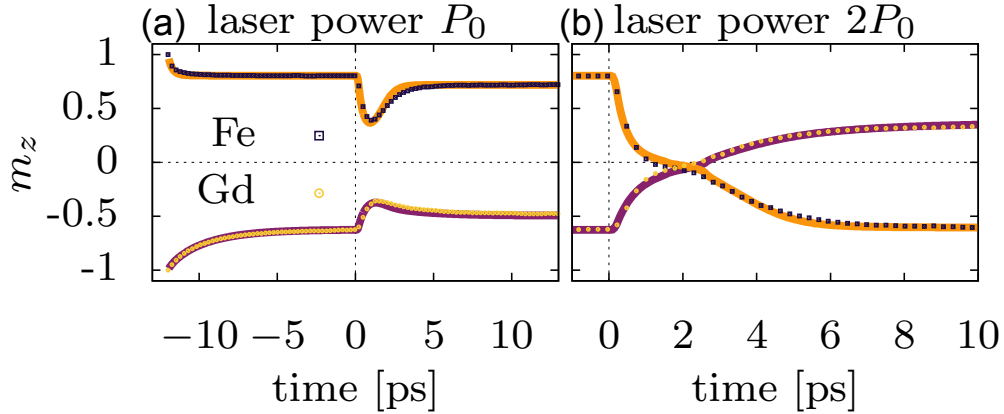 (a) laser power P₀
(b) laser power 2P₀
1
0.5
0
-0.5
-1
m_z
Fe
Gd
−10 −5 0 5 10
0 2 4 6 8 10
time [ps]
time [ps]